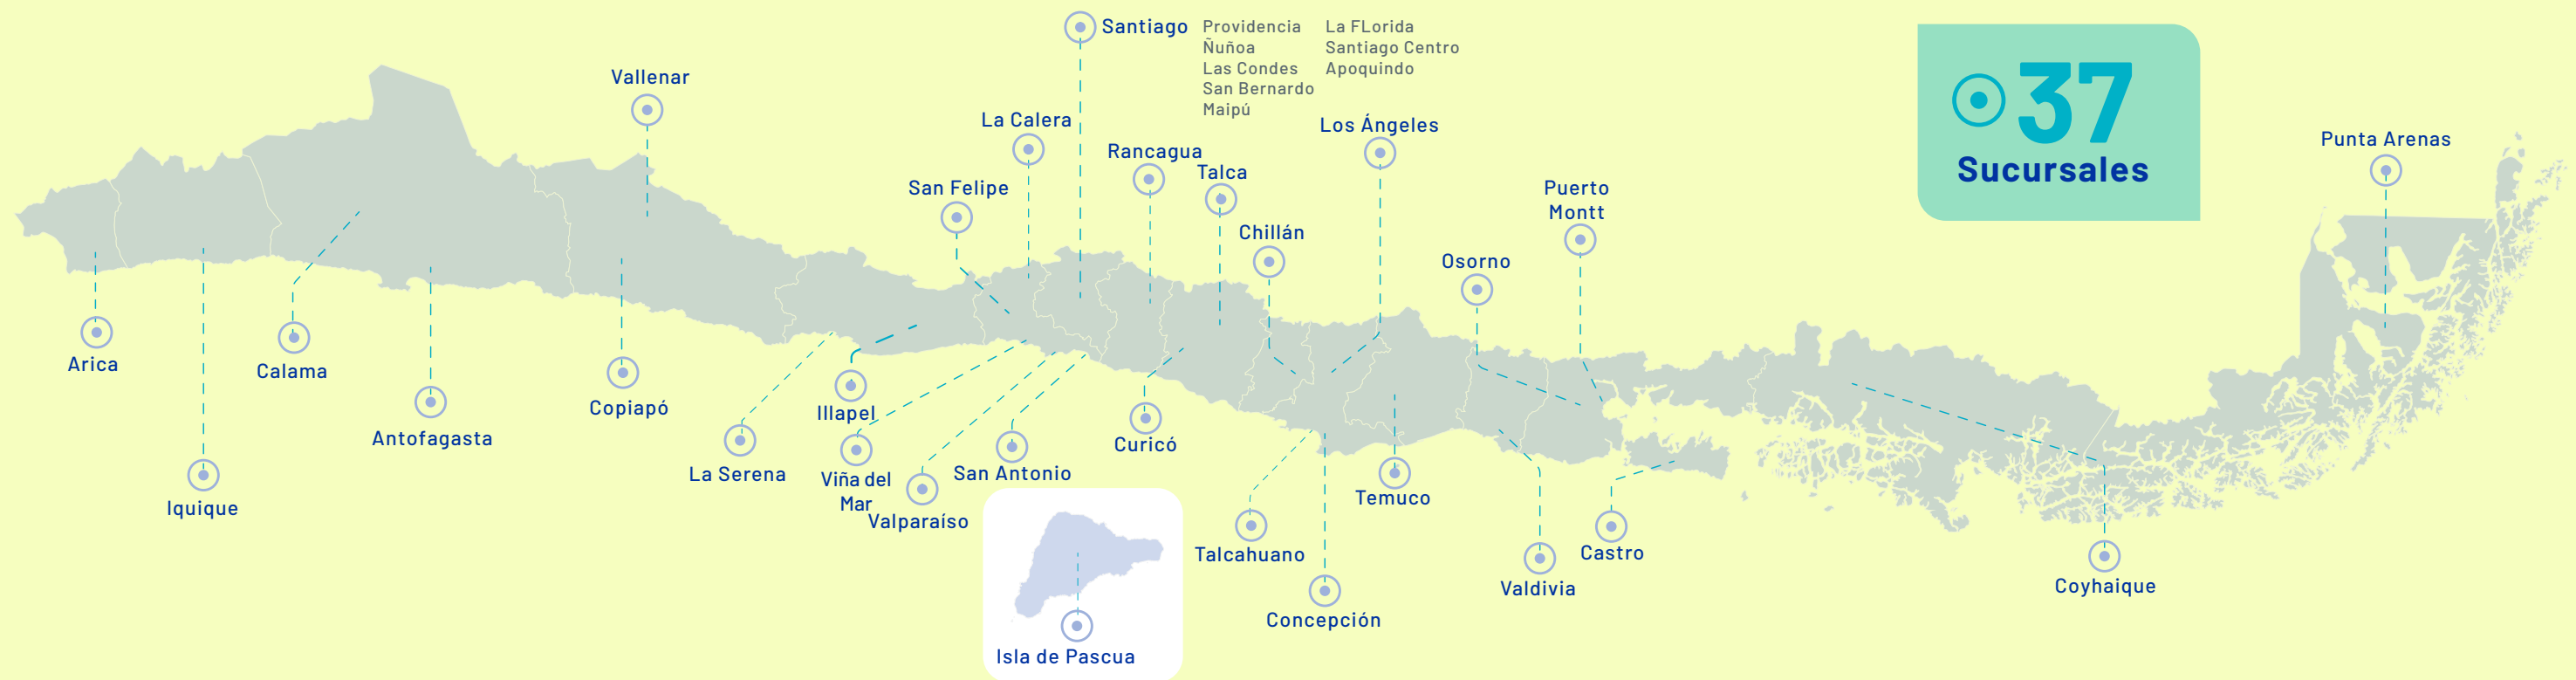 Santiago
Providencia
Ñuñoa
Las Condes
San Bernardo
Maipú
La FLorida
Santiago Centro
Apoquindo
37
Sucursales
Vallenar
La Calera
Rancagua
Talca
Los Ángeles
San Felipe
Chillán
Puerto
Montt
Osorno
Punta Arenas
Arica
Iquique
Calama
Antofagasta
Copiapó
La Serena
Illapel
Viña del
Mar
Valparaíso
San Antonio
Curicó
Isla de Pascua
Talcahuano
Concepción
Temuco
Valdivia
Castro
Coyhaique